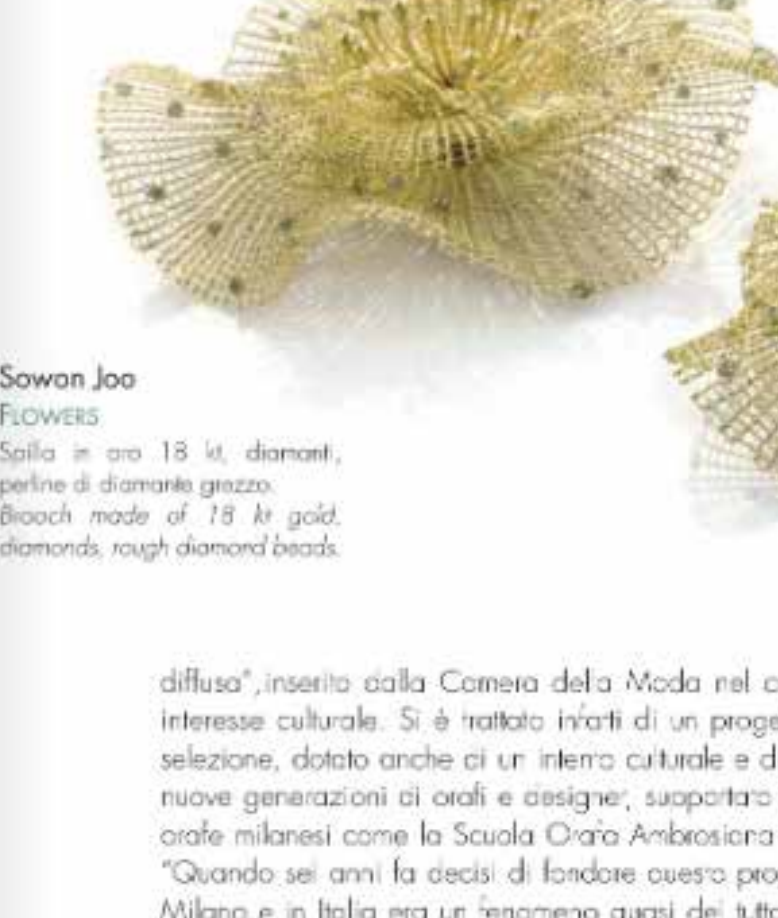 Sowon Joo
FLOWERS
Spilla in oro 18 kt, diamanti,
perline di diamante grezzo.
Brooch made of 18 kt gold,
diamonds, rough diamond beads.
diffusa", inserito dalla Camera della Moda nel
interesse culturale. Si è trattato infatti di un
selezione, dotato anche di un intento culturale e
nuove generazioni di orafi e designer, supportato
orafe milanesi come la Scuola Orafa Ambrosiana
"Quando sei anni fa decisi di fondare questo
Milano e in Italia era un fenomeno quasi del tutto